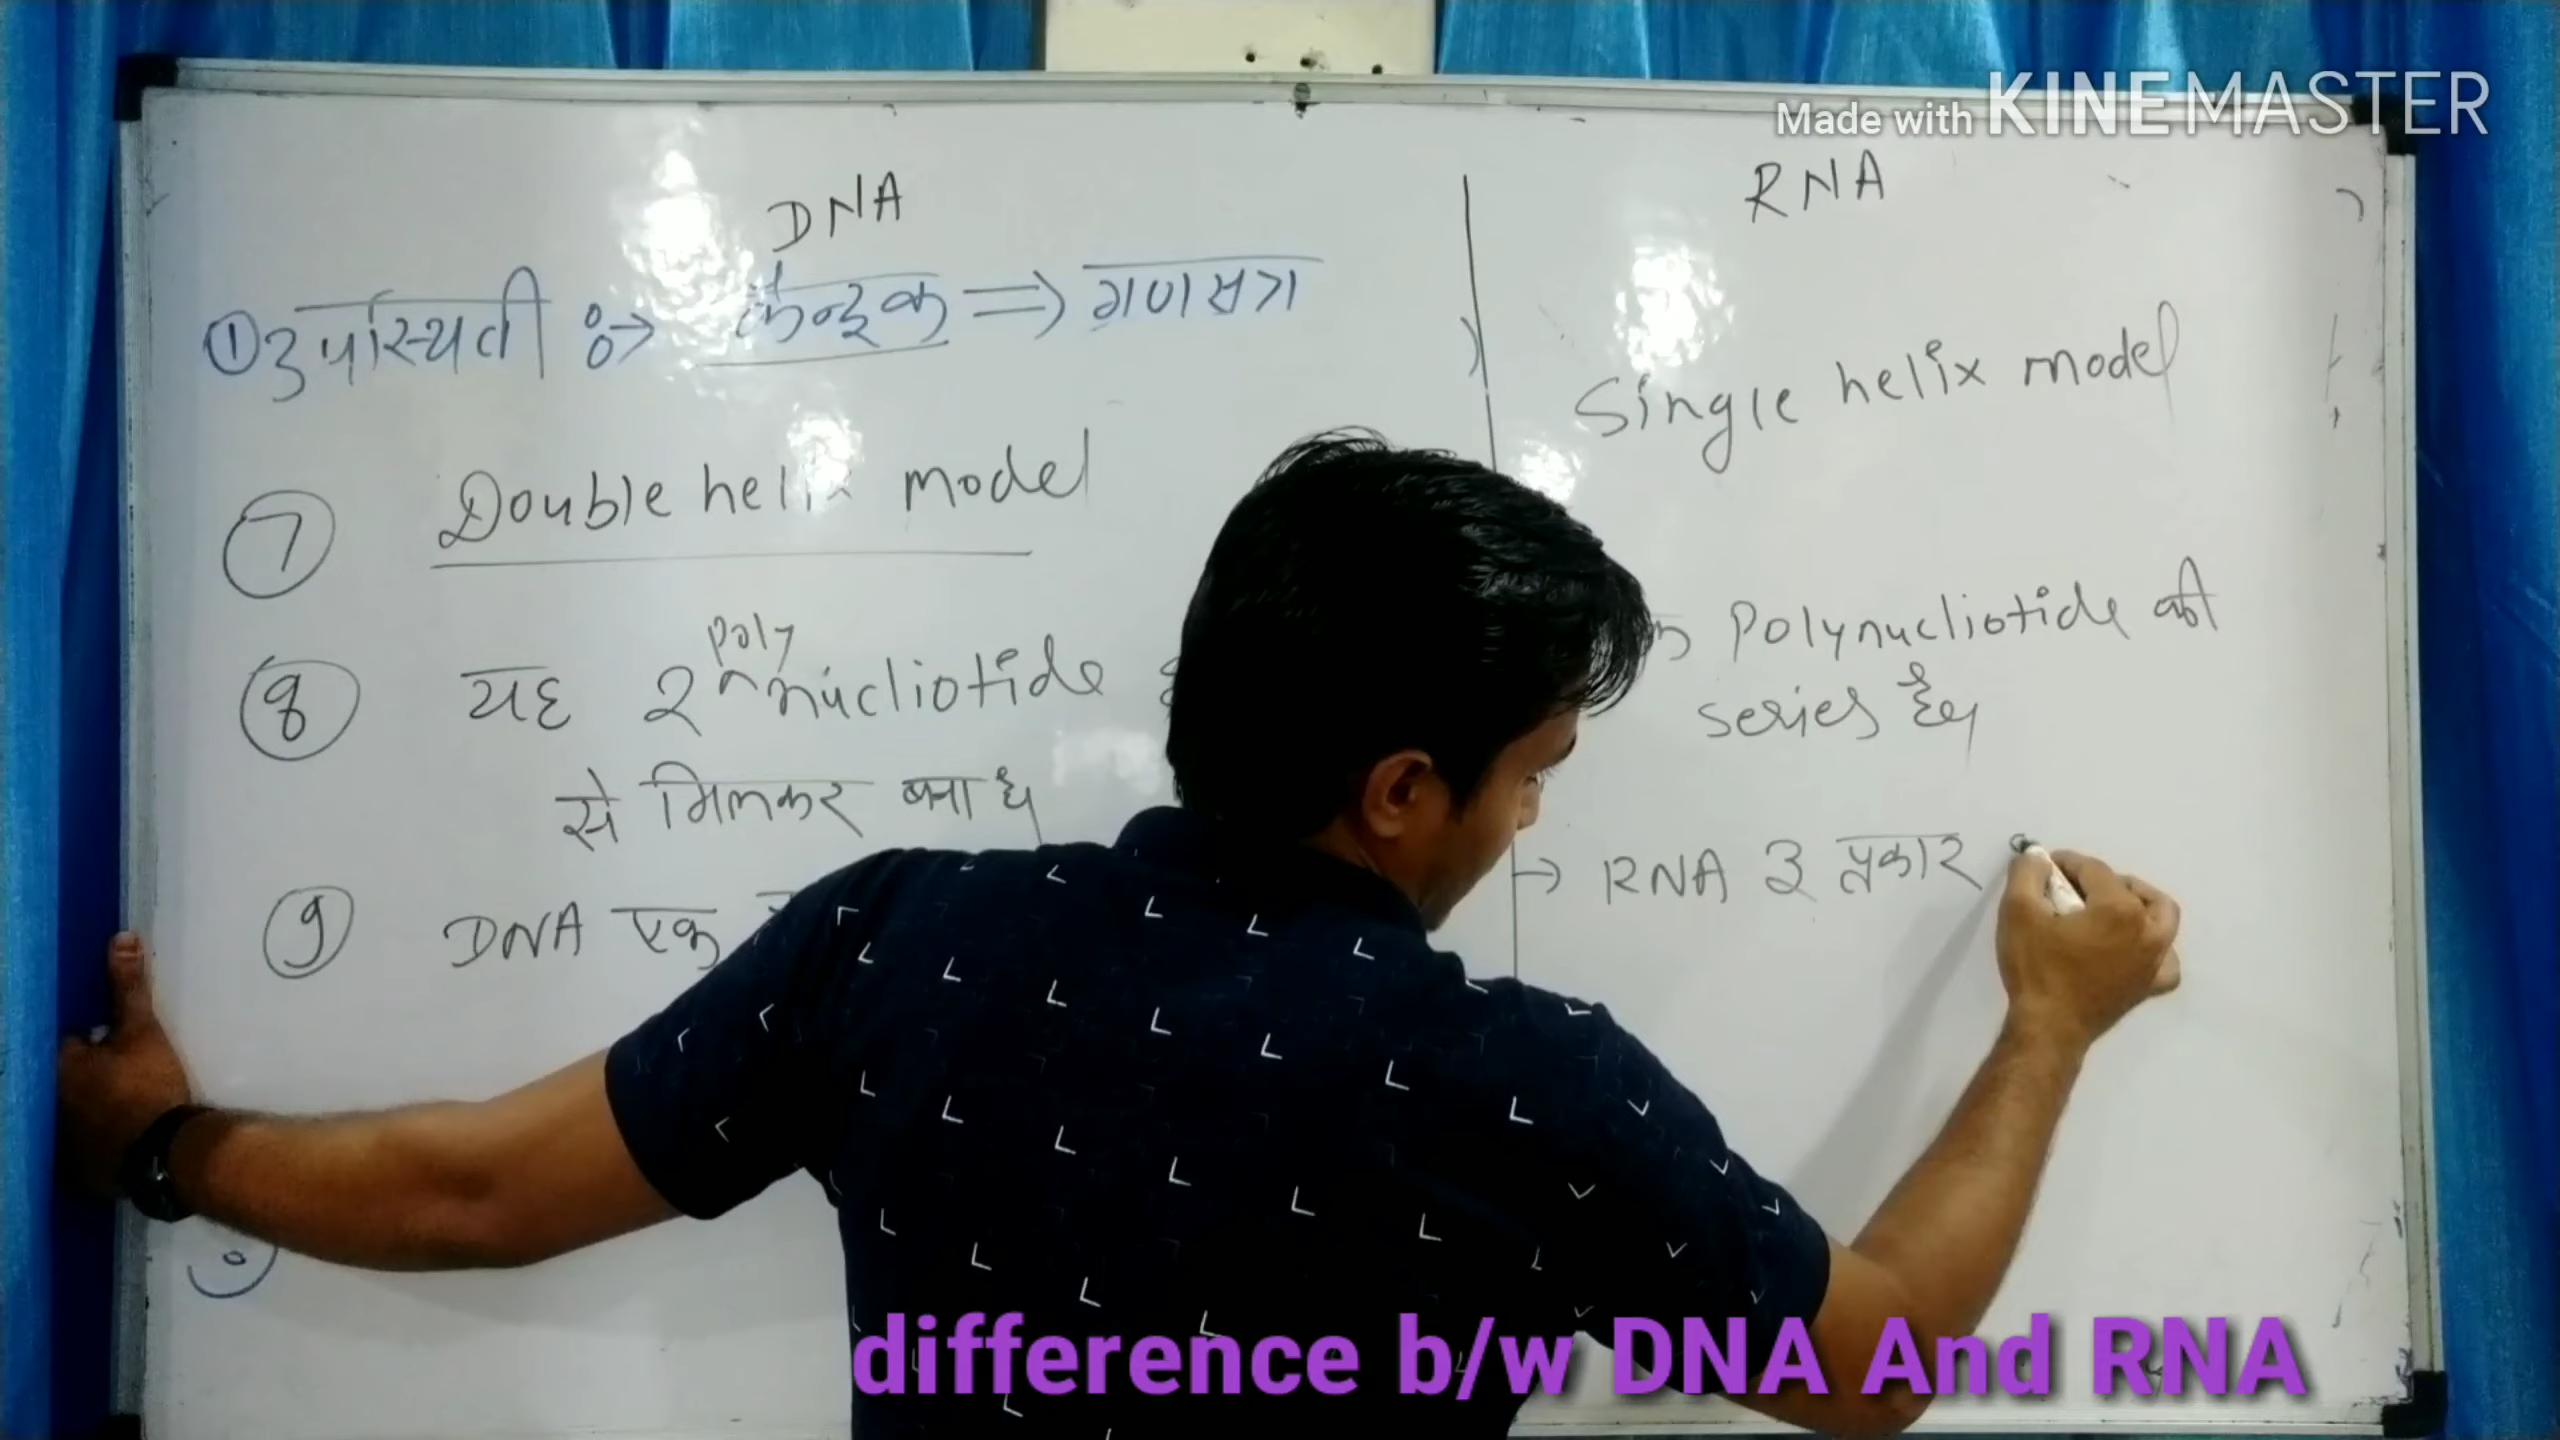 Made with KINEMASTER
DNA
RNA
① उपस्थिती :→ केन्द्रक ⇒ गुणसूत्र
Single helix model
⑦ Double helix model
⑧ यह 2 poly nucliotide
से मिलकर बना है
Polynucliotide की
series है
⑨ DNA एक
→ RNA 3 प्रकार
difference b/w DNA And RNA